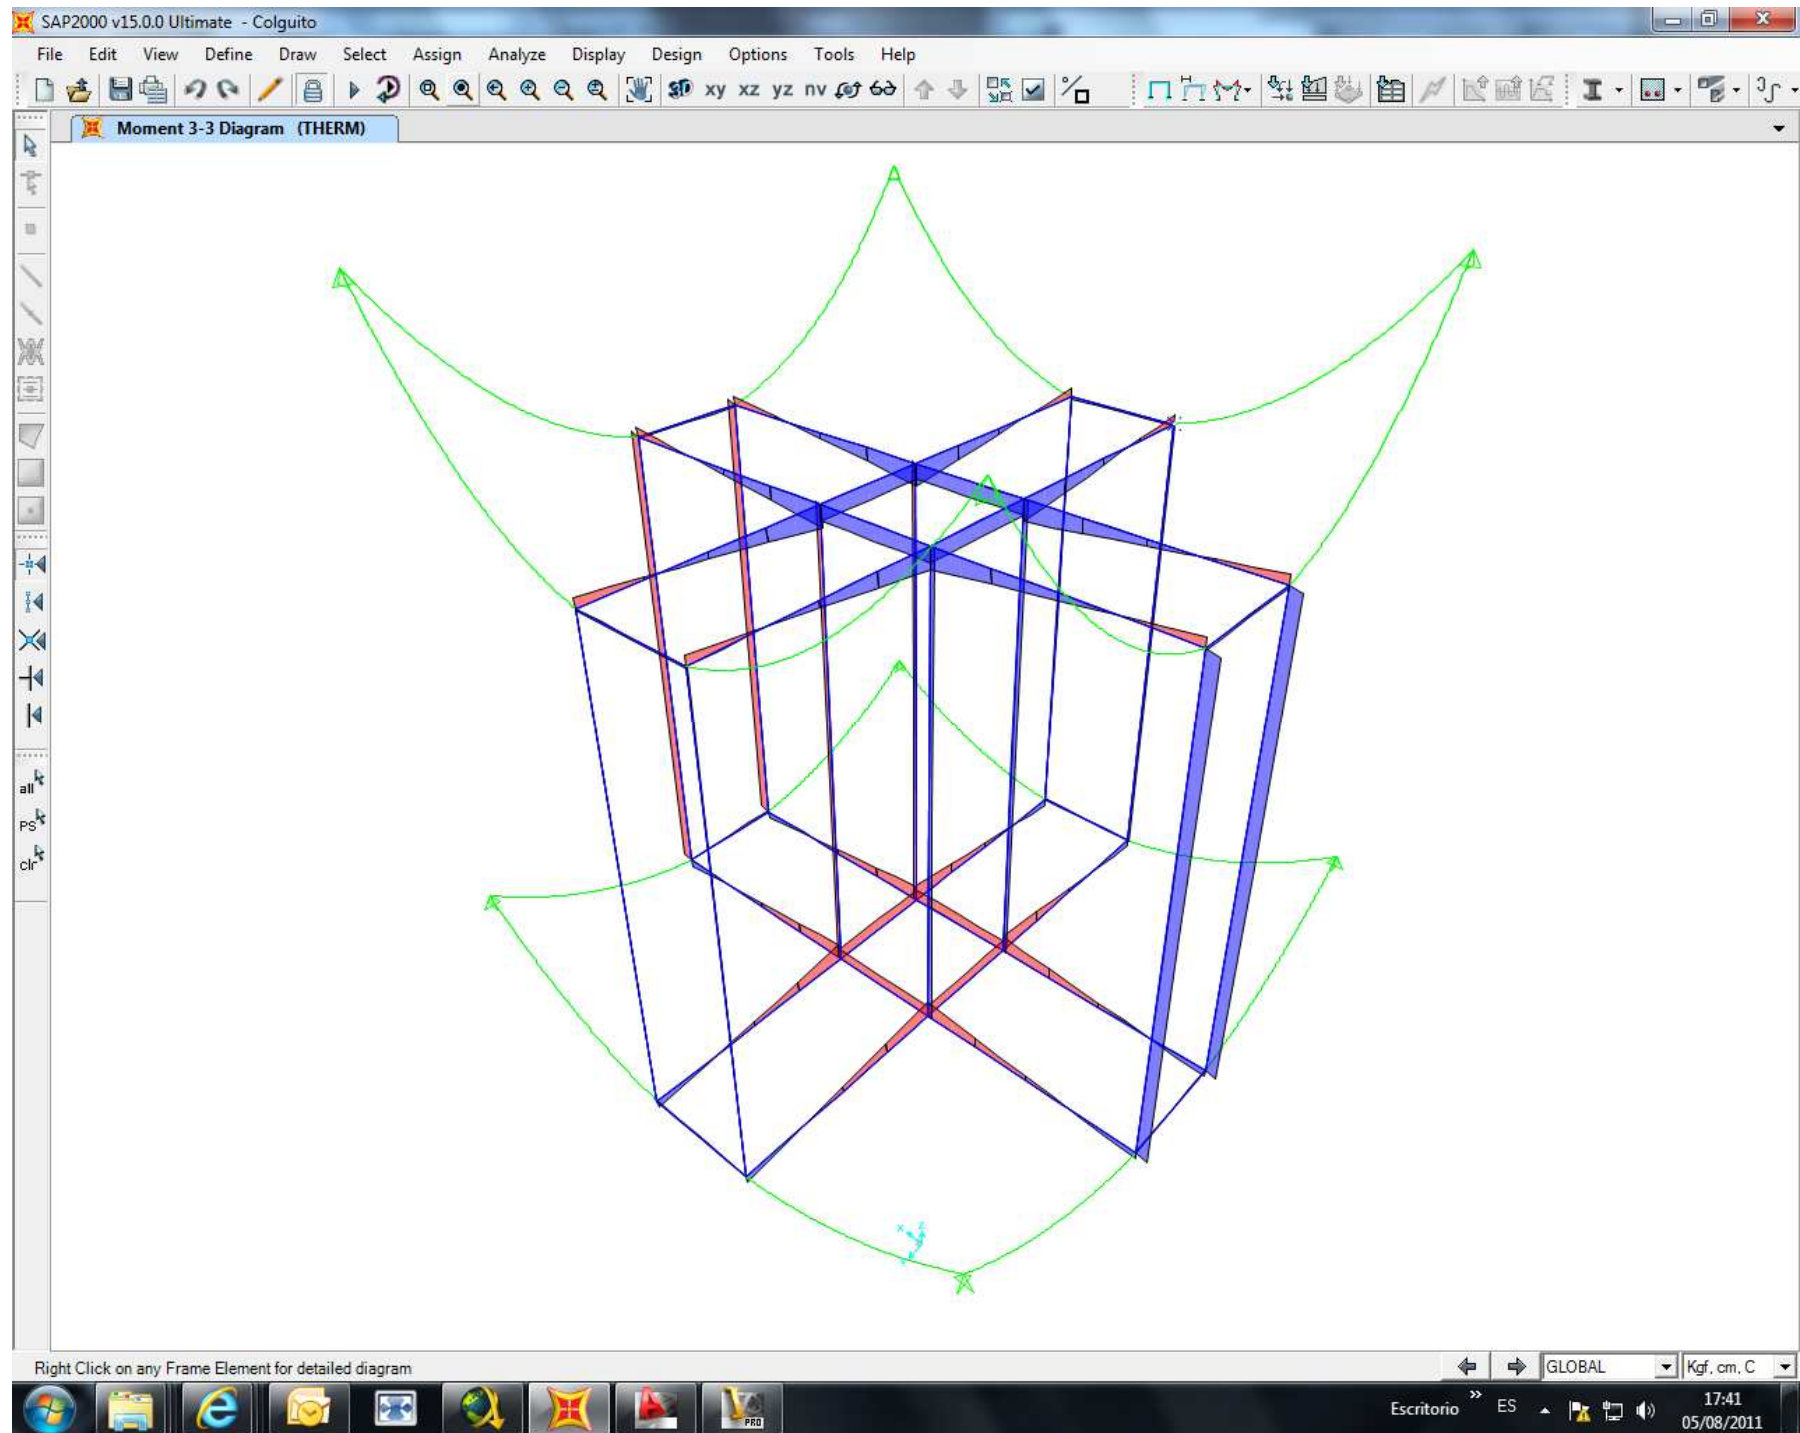 SAP2000 v15.0.0 Ultimate - Colguito
File Edit View Define Draw Select Assign Analyze Display Design Options Tools Help
3D xy xz yz nv
Moment 3-3 Diagram (THERM)
all
PS
clr
X Z
Y
Right Click on any Frame Element for detailed diagram
GLOBAL
Kgf, cm, C
PRO
Escritorio » ES
17:41
05/08/2011